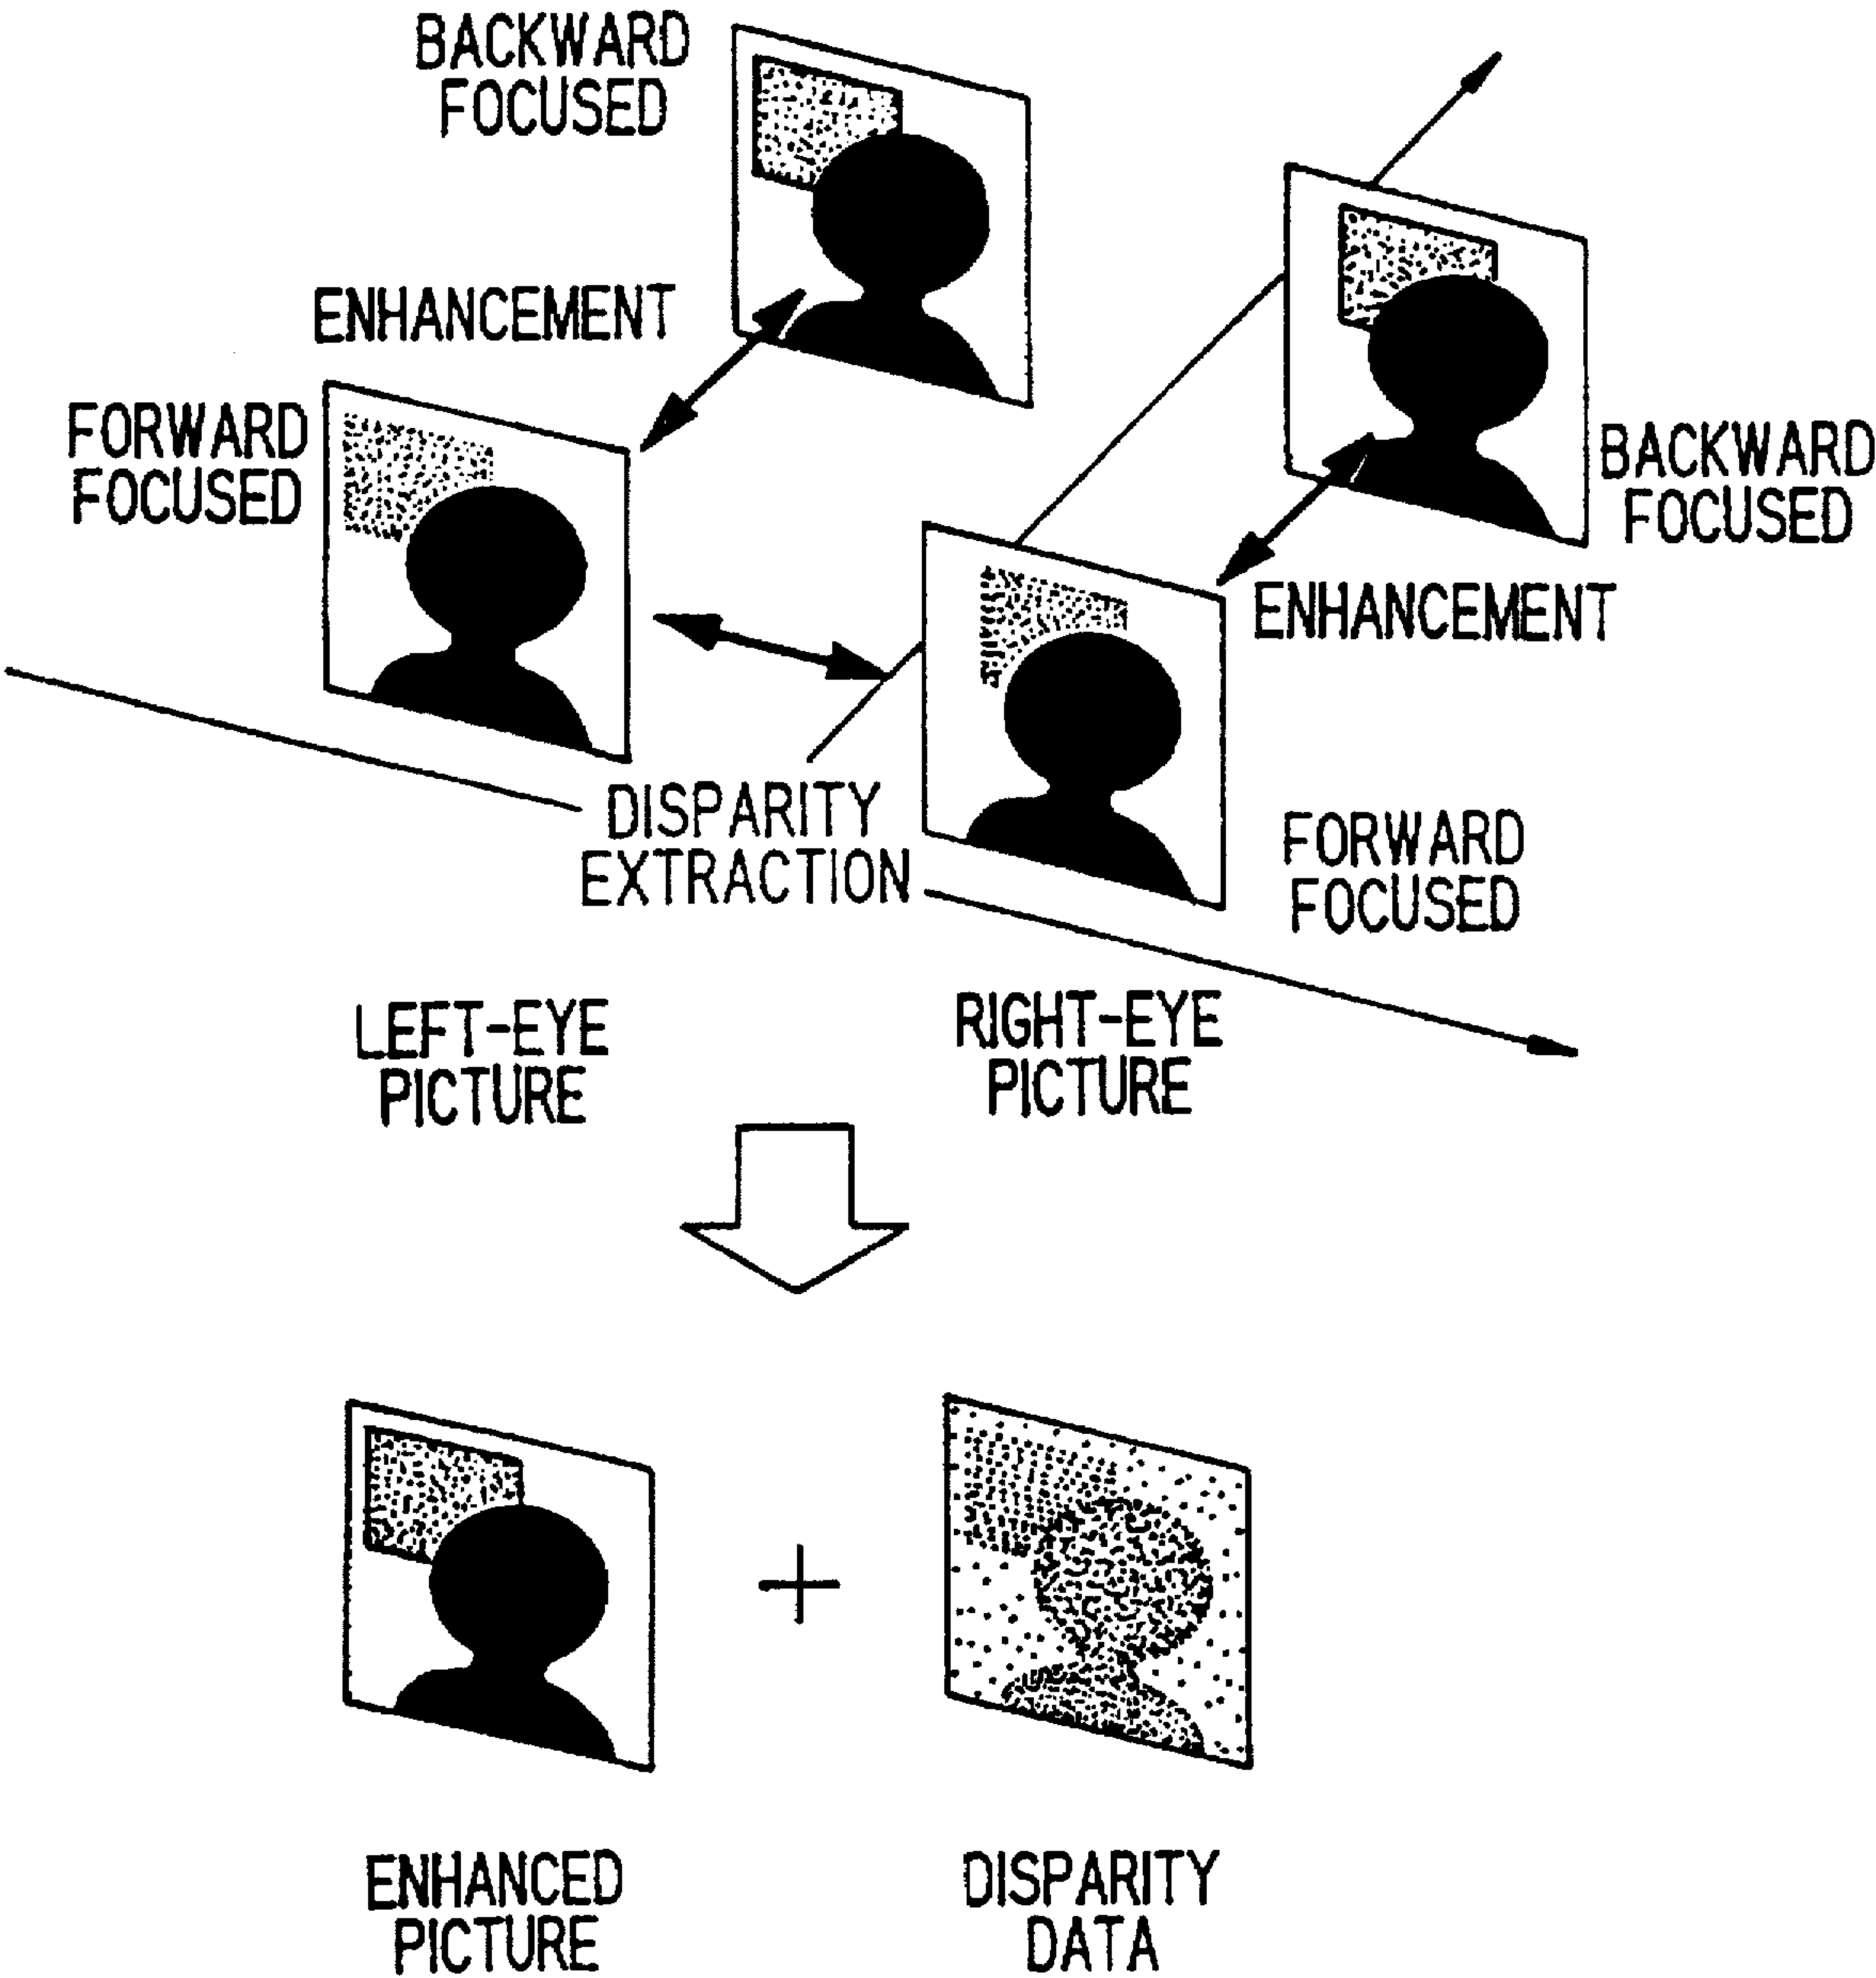 BACKWARD
FOCUSED
ENHANCEMENT
FORWARD
FOCUSED
BACKWARD
FOCUSED
ENHANCEMENT
DISPARITY
EXTRACTION
FORWARD
FOCUSED
LEFT-EYE
PICTURE
RIGHT-EYE
PICTURE
ENHANCED
PICTURE
DISPARITY
DATA